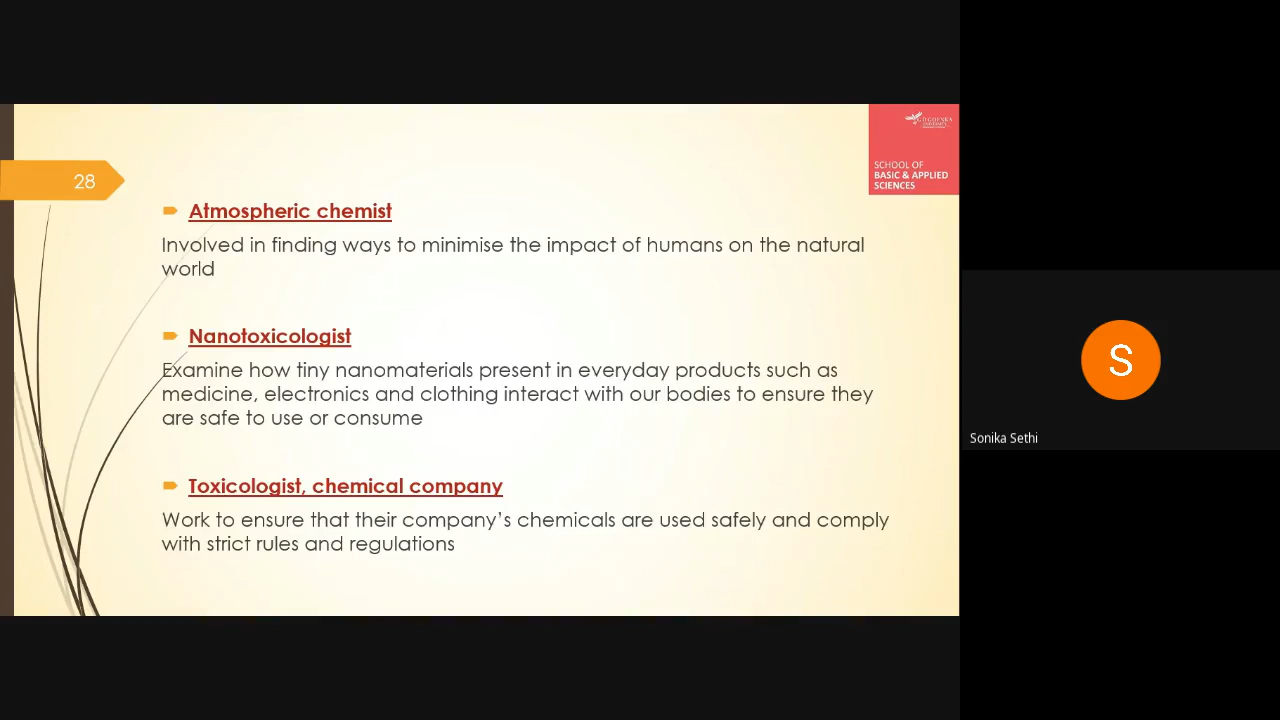 28
GD GOENKA
UNIVERSITY
SCHOOL OF
BASIC & APPLIED
SCIENCES
Atmospheric chemist
Involved in finding ways to minimise the impact of humans on the natural
world
Nanotoxicologist
Examine how tiny nanomaterials present in everyday products such as
medicine, electronics and clothing interact with our bodies to ensure they
are safe to use or consume
Toxicologist, chemical company
Work to ensure that their company’s chemicals are used safely and comply
with strict rules and regulations
S
Sonika Sethi